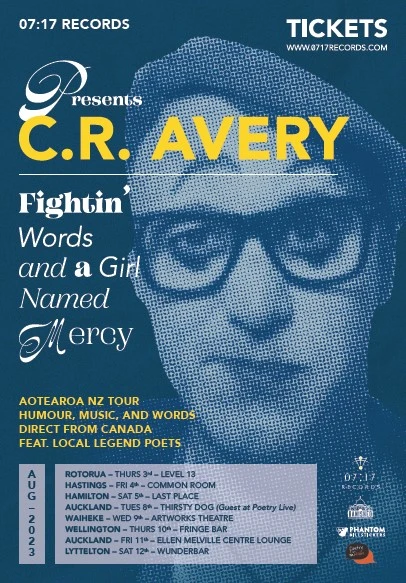 07:17 RECORDS
TICKETS
WWW.0717RECORDS.COM
Presents
C.R. AVERY
Fightin'
Words
and a Girl
Named
Mercy
AOTEAROA NZ TOUR
HUMOUR, MUSIC, AND WORDS
DIRECT FROM CANADA
FEAT. LOCAL LEGEND POETS
AUG–2023
ROTORUA – THURS 3rd – LEVEL 13
HASTINGS – FRI 4th – COMMON ROOM
HAMILTON – SAT 5th – LAST PLACE
AUCKLAND – TUES 8th – THIRSTY DOG (Guest at Poetry Live)
WAIHEKE – WED 9th – ARTWORKS THEATRE
WELLINGTON – THURS 10th – FRINGE BAR
AUCKLAND – FRI 11th – ELLEN MELVILLE CENTRE LOUNGE
LYTTELTON – SAT 12th – WUNDERBAR
07:17
RECORDS
PHANTOM
BILLSTICKERS